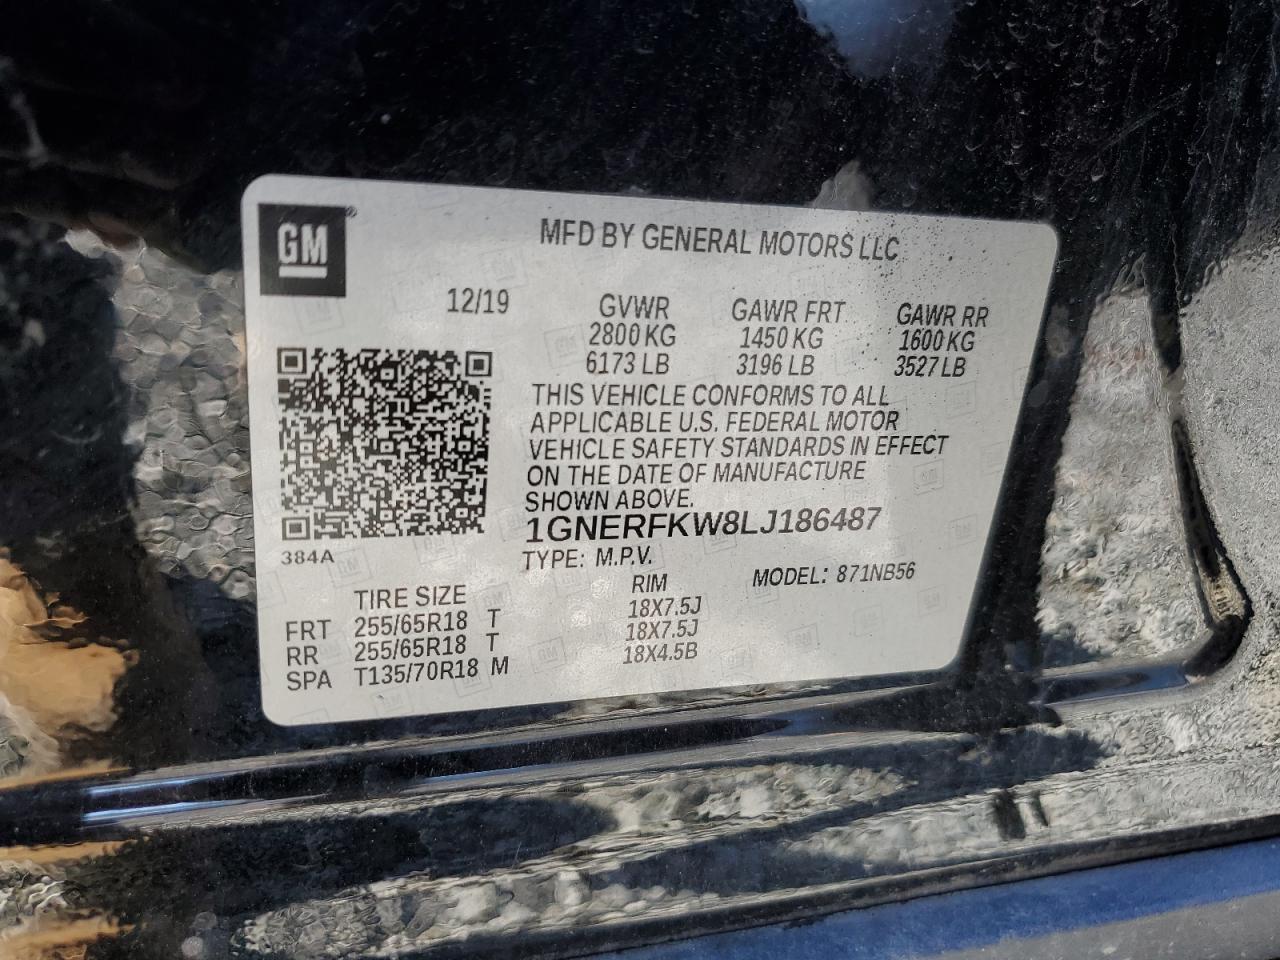 GM ®
MFD BY GENERAL MOTORS LLC
12/19 GVWR GAWR FRT GAWR RR
2800 KG 1450 KG 1600 KG
6173 LB 3196 LB 3527 LB
THIS VEHICLE CONFORMS TO ALL
APPLICABLE U.S. FEDERAL MOTOR
VEHICLE SAFETY STANDARDS IN EFFECT
ON THE DATE OF MANUFACTURE
SHOWN ABOVE.
1GNERFKW8LJ186487
384A
TYPE: M.P.V. MODEL: 871NB56
TIRE SIZE RIM
FRT 255/65R18 T 18X7.5J
RR 255/65R18 T 18X7.5J
SPA T135/70R18 M 18X4.5B